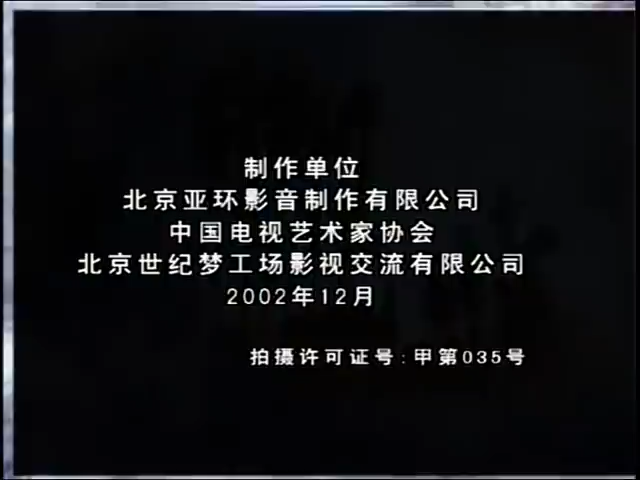 制作单位
北京亚环影音制作有限公司
中国电视艺术家协会
北京世纪梦工场影视交流有限公司
2002年12月
拍摄许可证号:甲第035号